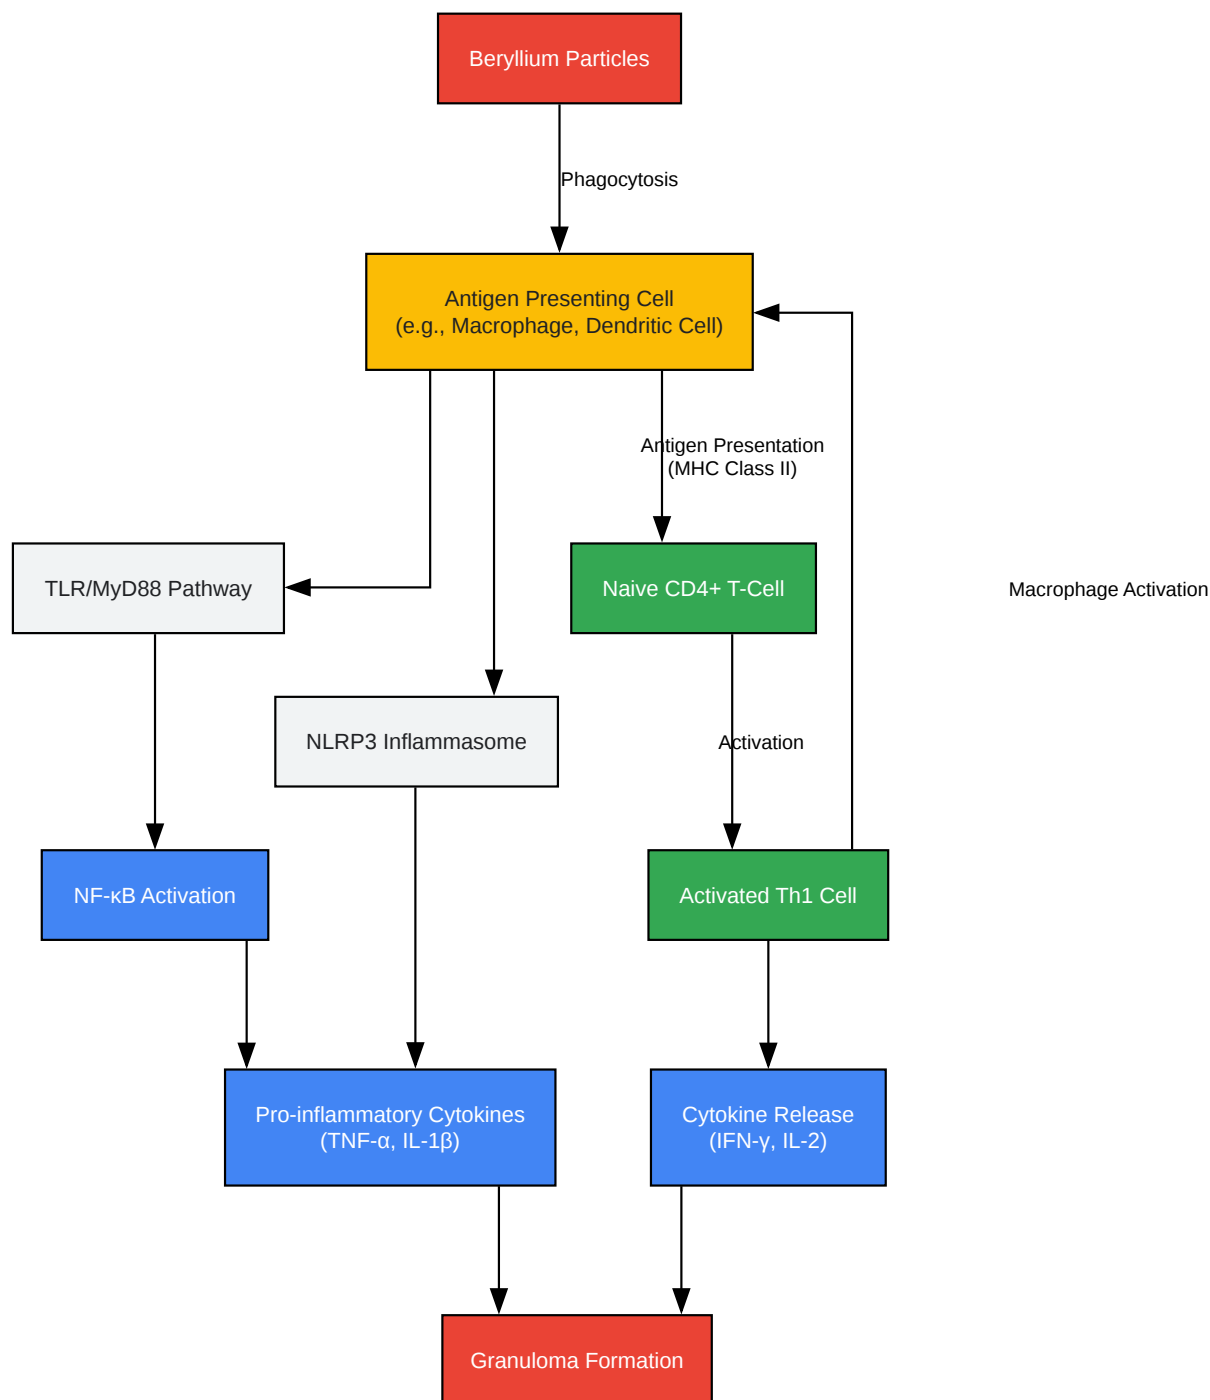 Beryllium Particles
Phagocytosis
Antigen Presenting Cell
(e.g., Macrophage, Dendritic Cell)
Antigen Presentation
(MHC Class II)
TLR/MyD88 Pathway
Naive CD4+ T-Cell
Macrophage Activation
NLRP3 Inflammasome
Activation
NF-κB Activation
Activated Th1 Cell
Pro-inflammatory Cytokines
(TNF-α, IL-1β)
Cytokine Release
(IFN-γ, IL-2)
Granuloma Formation